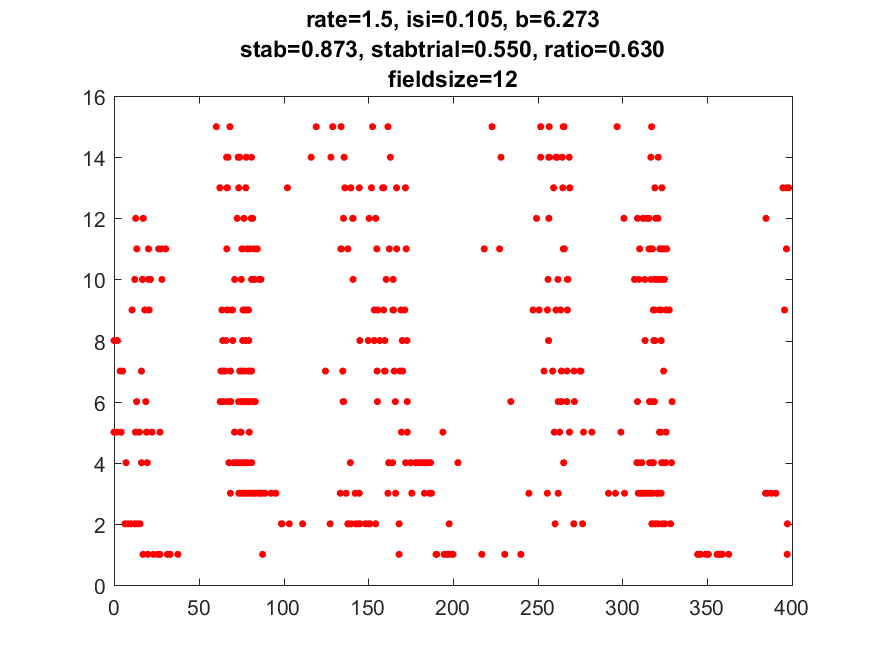 rate=1.5, isi=0.105, b=6.273
stab=0.873, stabtrial=0.550, ratio=0.630
fieldsize=12
16
14
12
10
8
6
4
2
0
0 50 100 150 200 250 300 350 400